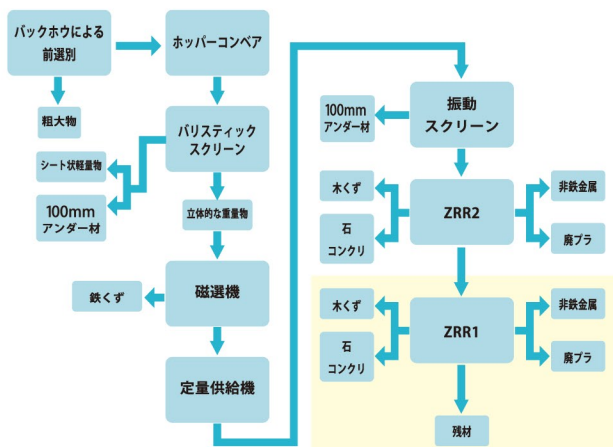 バックホウによる
前選別
ホッパーコンベア
粗大物
バリスティック
スクリーン
シート状軽量物
100mm
アンダー材
立体的な重量物
鉄くず
磁選機
定量供給機
100mm
アンダー材
振動
スクリーン
木くず
石
コンクリ
ZRR2
非鉄金属
廃プラ
木くず
石
コンクリ
ZRR1
非鉄金属
廃プラ
残材